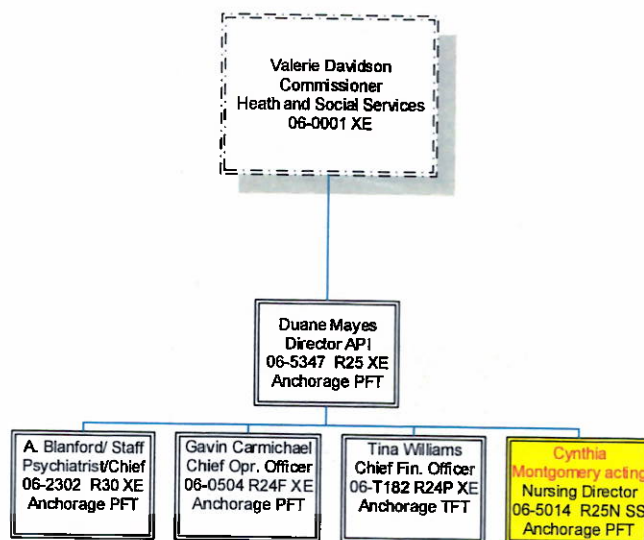 Valerie Davidson
Commissioner
Heath and Social Services
06-0001 XE
Duane Mayes
Director API
06-5347 R25 XE
Anchorage PFT
A. Blanford/ Staff
Psychiatrist/Chief
06-2302 R30 XE
Anchorage PFT
Gavin Carmichael
Chief Opr. Officer
06-0504 R24F XE
Anchorage PFT
Tina Williams
Chief Fin. Officer
06-T182 R24P XE
Anchorage TFT
Cynthia
Montgomery acting
Nursing Director
06-5014 R25N SS
Anchorage PFT